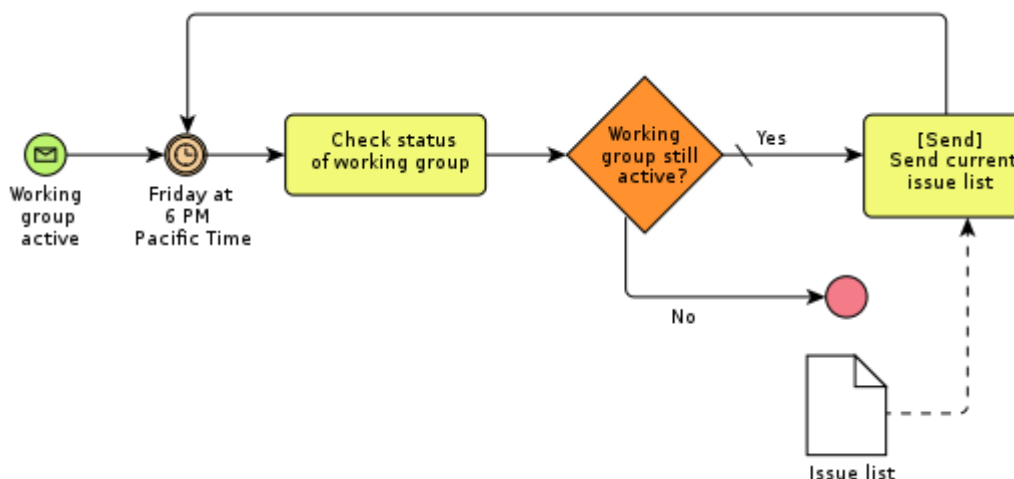 Working
group
active
Friday at
6 PM
Pacific Time
Check status
of working group
Working
group still
active?
Yes
No
[Send]
Send current
issue list
Issue list